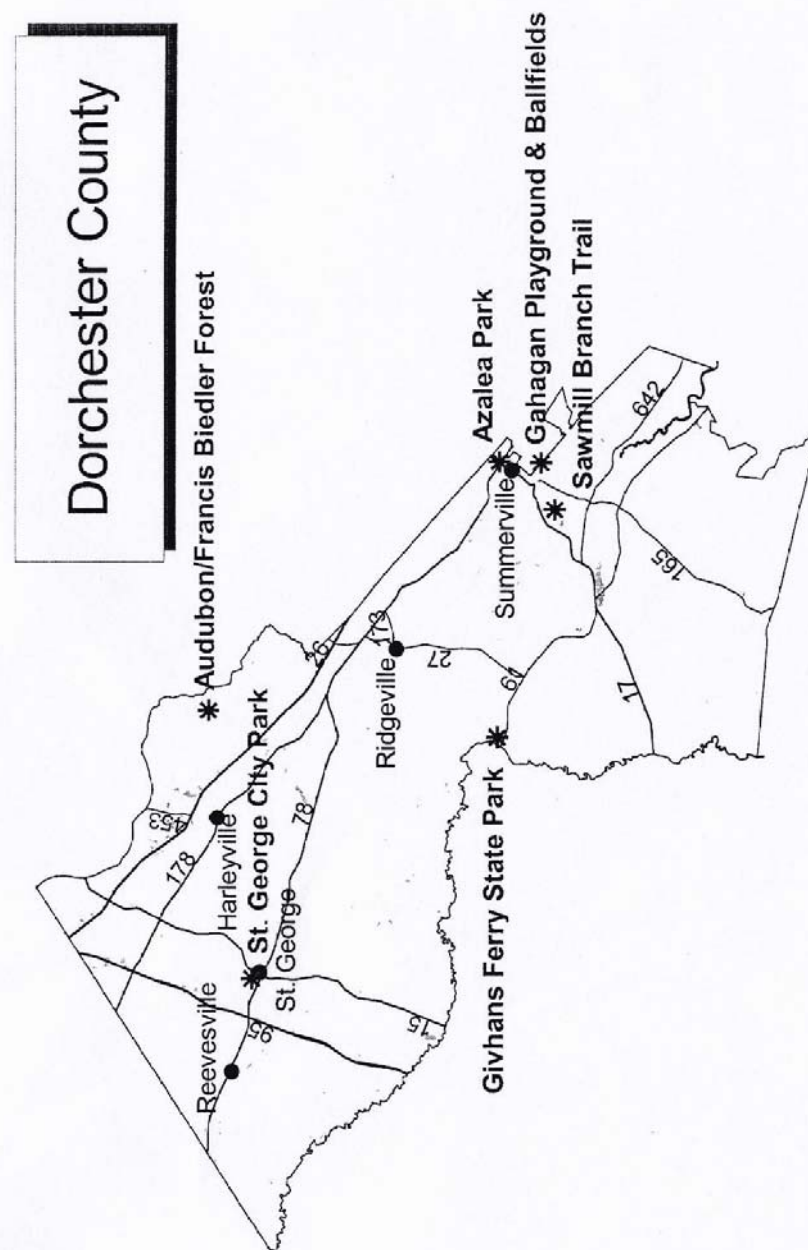 Dorchester County
Audubon/Francis Biedler Forest
453
178
Harleyville
26
St. George City Park
173
Reevesville
95
St. George
78
Ridgeville
27
15
Azalea Park
Summerville
Gahagan Playground & Ballfields
Sawmill Branch Trail
642
Givhans Ferry State Park
61
17
165